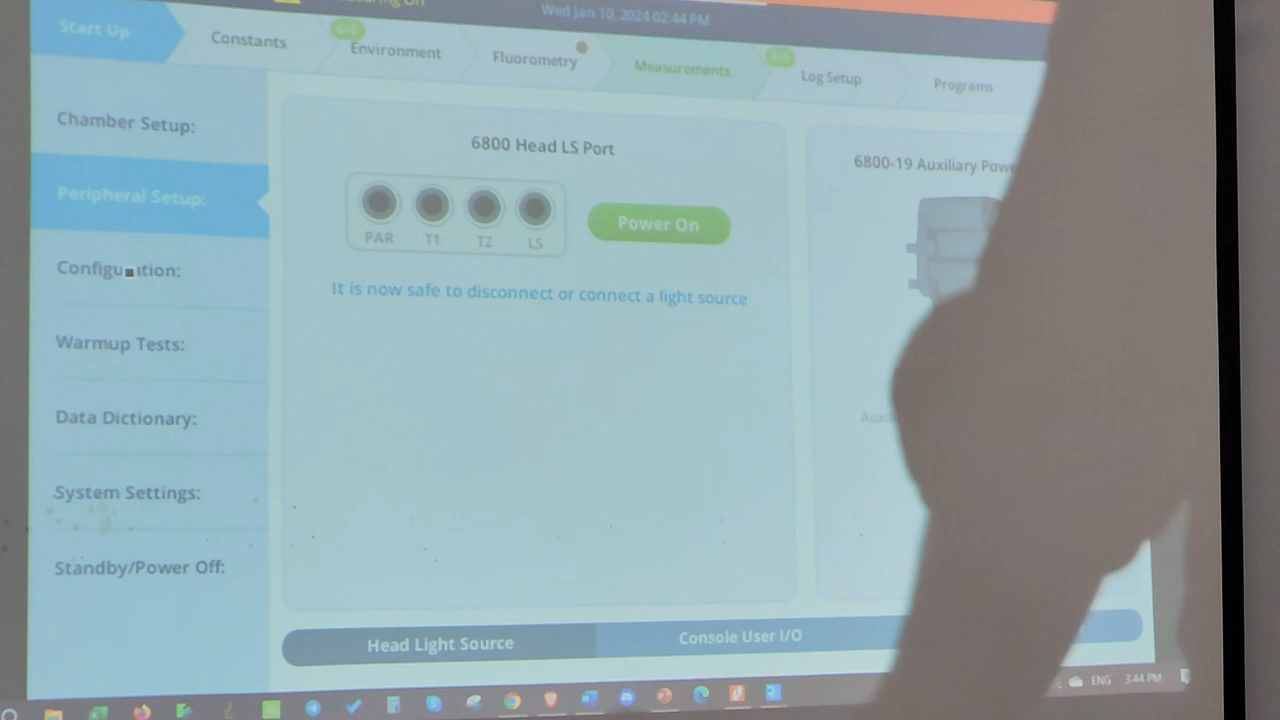 Wed Jan 10, 2024 02:44 PM
Start Up
Constants
Environment
Fluorometry
Measurements
Log Setup
Programs
Chamber Setup:
Peripheral Setup:
Configu tion:
Warmup Tests:
Data Dictionary:
System Settings:
Standby/Power Off:
6800 Head LS Port
PAR T1 T2 LS
Power On
It is now safe to disconnect or connect a light source
6800-19 Auxiliary
Head Light Source
Console User I/O
ENG 3:44 PM